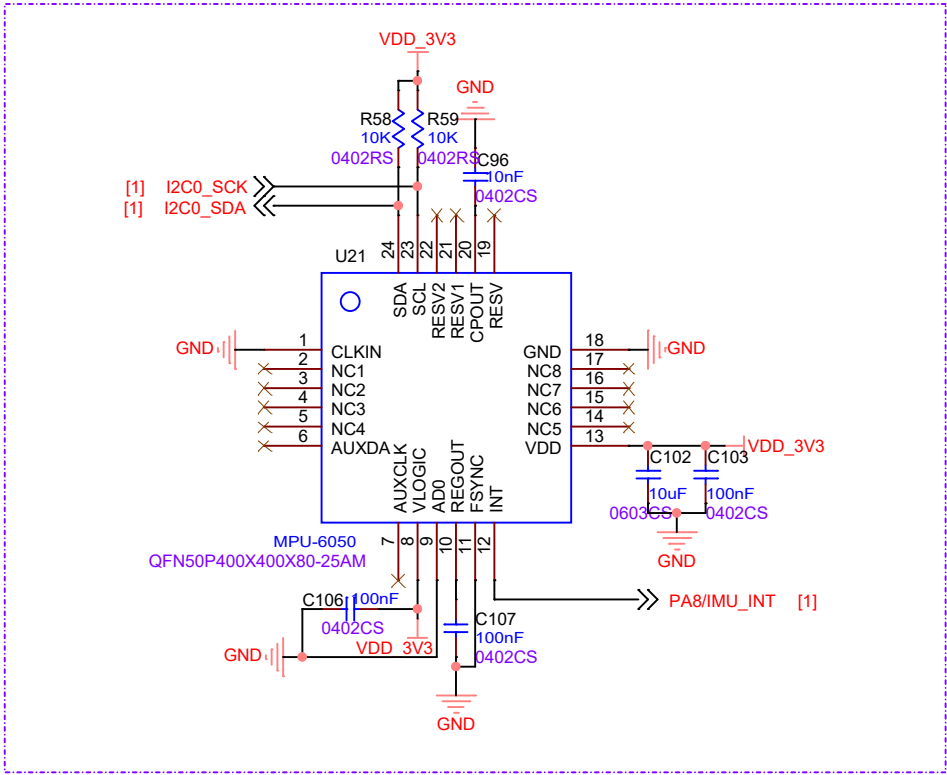 VDD_3V3
GND
R58
R59
10K
10K
0402RS
0402RS
C96
10nF
0402CS
[1] I2C0_SCK
[1] I2C0_SDA
24
23
22
21
20
19
U21
SDA
SCL
RESV2
RESV1
CPOUT
RESV
GND
1
CLKIN
2
NC1
3
NC2
4
NC3
5
NC4
6
AUXDA
18
GND
GND
17
NC8
16
NC7
15
NC6
14
NC5
13
VDD
VDD_3V3
C102
C103
10uF
100nF
0603CS
0402CS
GND
AUXCLK
VLOGIC
AD0
REGOUT
FSYNC
INT
7
8
9
10
11
12
MPU-6050
QFN50P400X400X80-25AM
C106
100nF
0402CS
VDD_3V3
GND
C107
100nF
0402CS
GND
PA8/IMU_INT [1]